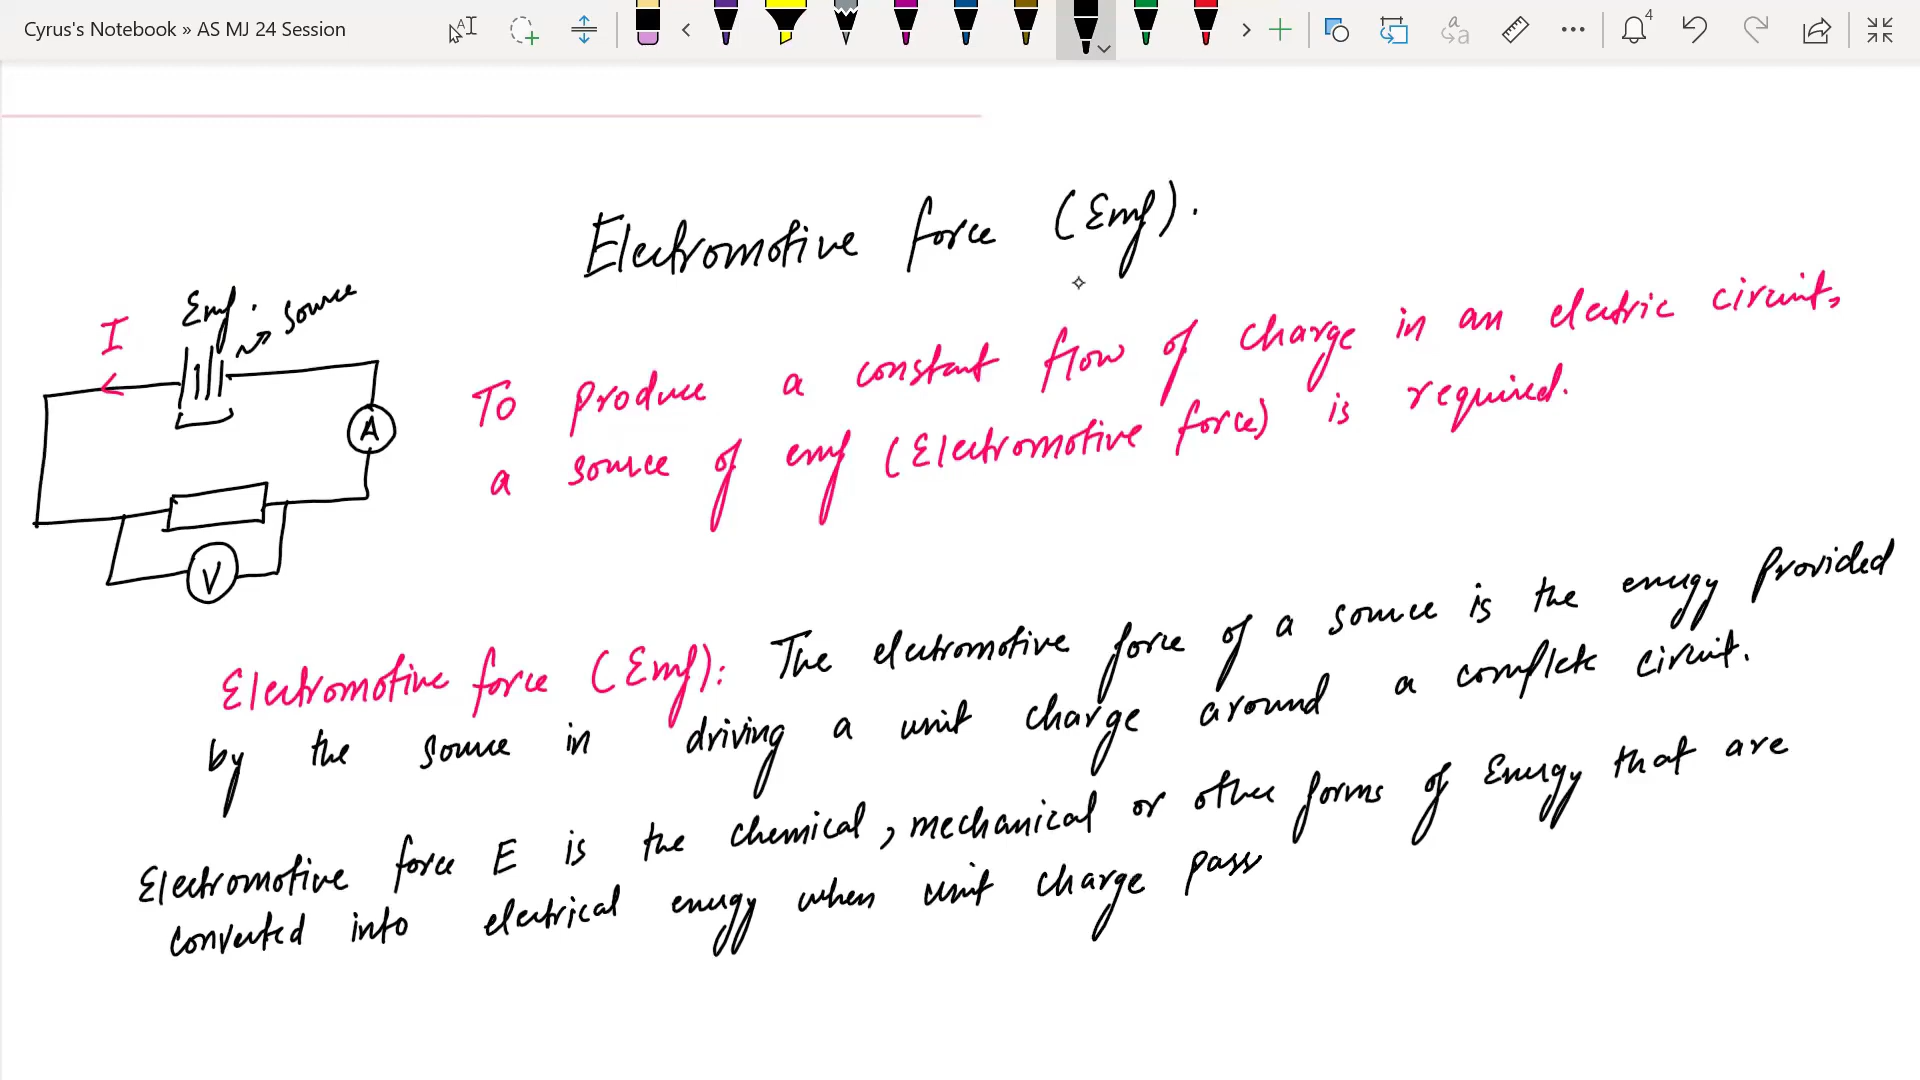 Cyrus's Notebook » AS MJ 24 Session
4
Electromotive force (Emf).
Emf.
source
I
A
V
To produce a constant flow of charge in an electric circuit,
a source of emf (Electromotive force) is required.
Electromotive force (Emf): The electromotive force of a source is the energy provided
by the source in driving a unit charge around a complete circuit.
Electromotive force E is the chemical, mechanical or other forms of Energy that are
converted into electrical energy when unit charge pass